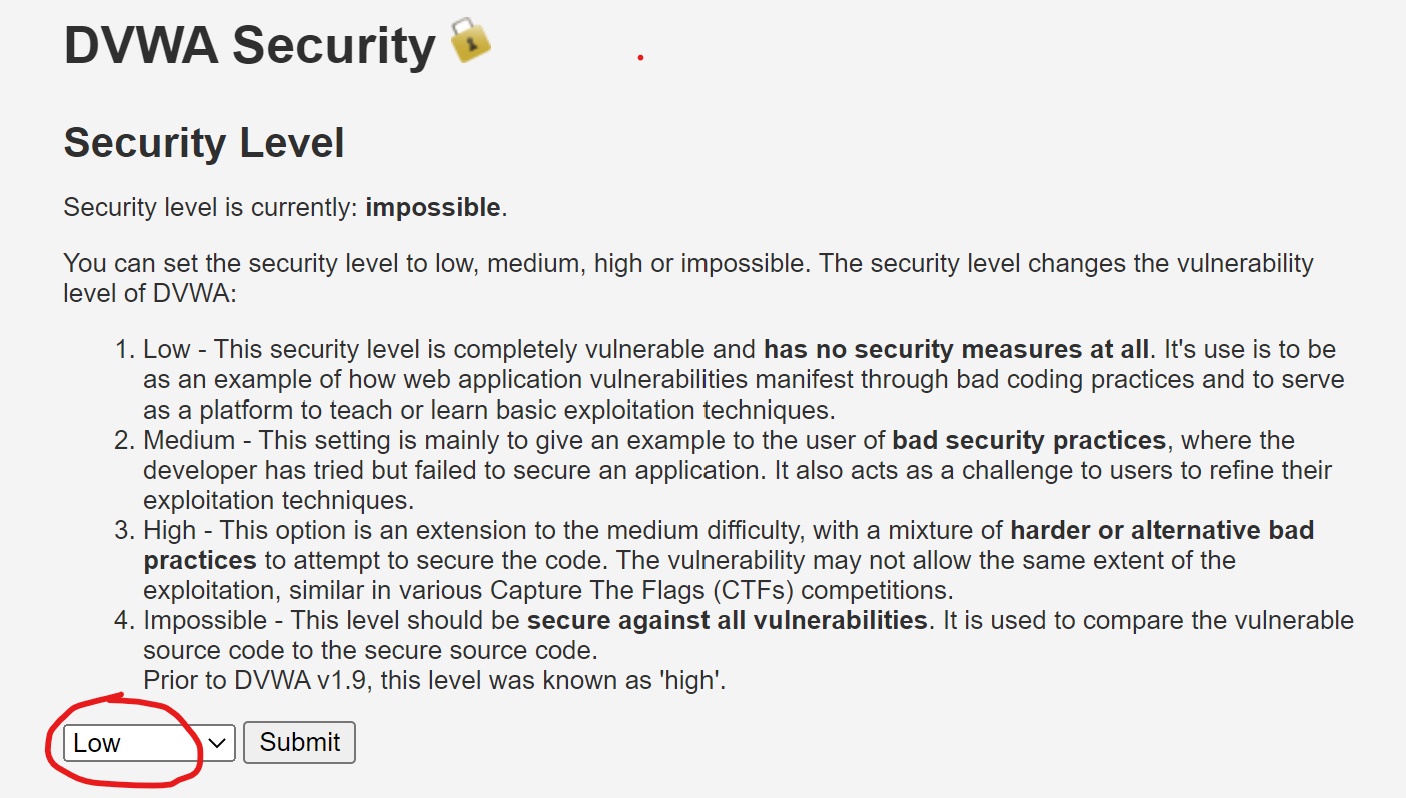 DVWA Security
Security Level
Security level is currently: impossible.
You can set the security level to low, medium, high or impossible. The security level changes the vulnerability
level of DVWA:
1. Low - This security level is completely vulnerable and has no security measures at all. It's use is to be
as an example of how web application vulnerabilities manifest through bad coding practices and to serve
as a platform to teach or learn basic exploitation techniques.
2. Medium - This setting is mainly to give an example to the user of bad security practices, where the
developer has tried but failed to secure an application. It also acts as a challenge to users to refine their
exploitation techniques.
3. High - This option is an extension to the medium difficulty, with a mixture of harder or alternative bad
practices to attempt to secure the code. The vulnerability may not allow the same extent of the
exploitation, similar in various Capture The Flags (CTFs) competitions.
4. Impossible - This level should be secure against all vulnerabilities. It is used to compare the vulnerable
source code to the secure source code.
Prior to DVWA v1.9, this level was known as 'high'.
Low Submit